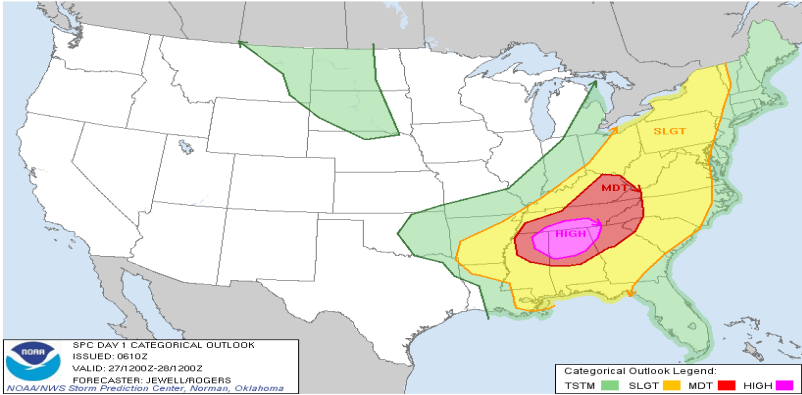 SLGT
MDT
HIGH
SPC DAY 1 CATEGORICAL OUTLOOK
ISSUED: 0610Z
VALID: 27/1200Z-28/1200Z
FORECASTER: JEWELL/ROGERS
NOAA/NWS Storm Prediction Center, Norman, Oklahoma
NOAA
Categorical Outlook Legend:
TSTM SLGT MDT HIGH